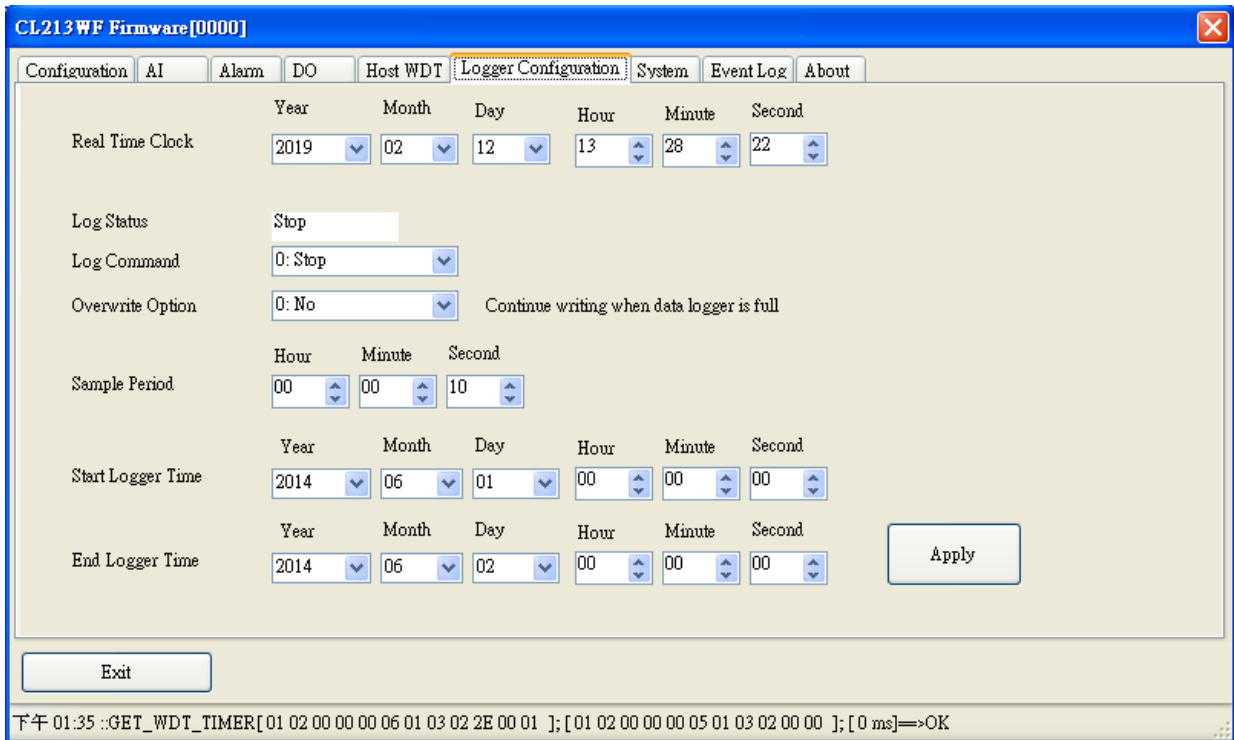 CL213WF Firmware[0000]
Configuration AI Alarm DO Host WDT Logger Configuration System Event Log About
Year Month Day Hour Minute Second
Real Time Clock 2019 02 12 13 28 22
Log Status Stop
Log Command 0: Stop
Overwrite Option 0: No Continue writing when data logger is full
Hour Minute Second
Sample Period 00 00 10
Year Month Day Hour Minute Second
Start Logger Time 2014 06 01 00 00 00
Year Month Day Hour Minute Second
End Logger Time 2014 06 02 00 00 00
Apply
Exit
下午 01:35 ::GET_WDT_TIMER[ 01 02 00 00 00 06 01 03 02 2E 00 01 ]; [ 01 02 00 00 00 05 01 03 02 00 00 ]; [ 0 ms]==>OK